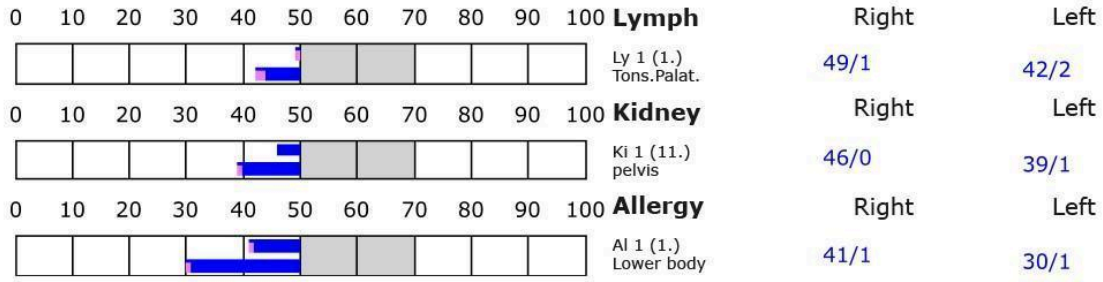 0 10 20 30 40 50 60 70 80 90 100 Lymph Right Left
Ly 1 (1.) 49/1 42/2
Tons.Palat.
0 10 20 30 40 50 60 70 80 90 100 Kidney Right Left
Ki 1 (11.) 46/0 39/1
pelvis
0 10 20 30 40 50 60 70 80 90 100 Allergy Right Left
Al 1 (1.) 41/1 30/1
Lower body